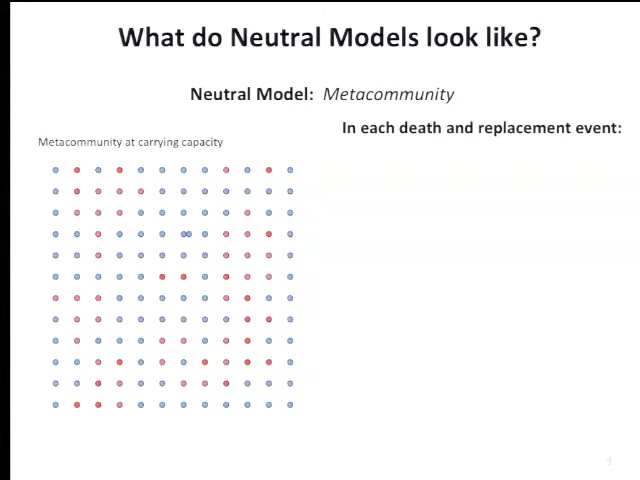 What do Neutral Models look like?
Neutral Model: Metacommunity
In each death and replacement event:
Metacommunity at carrying capacity
9